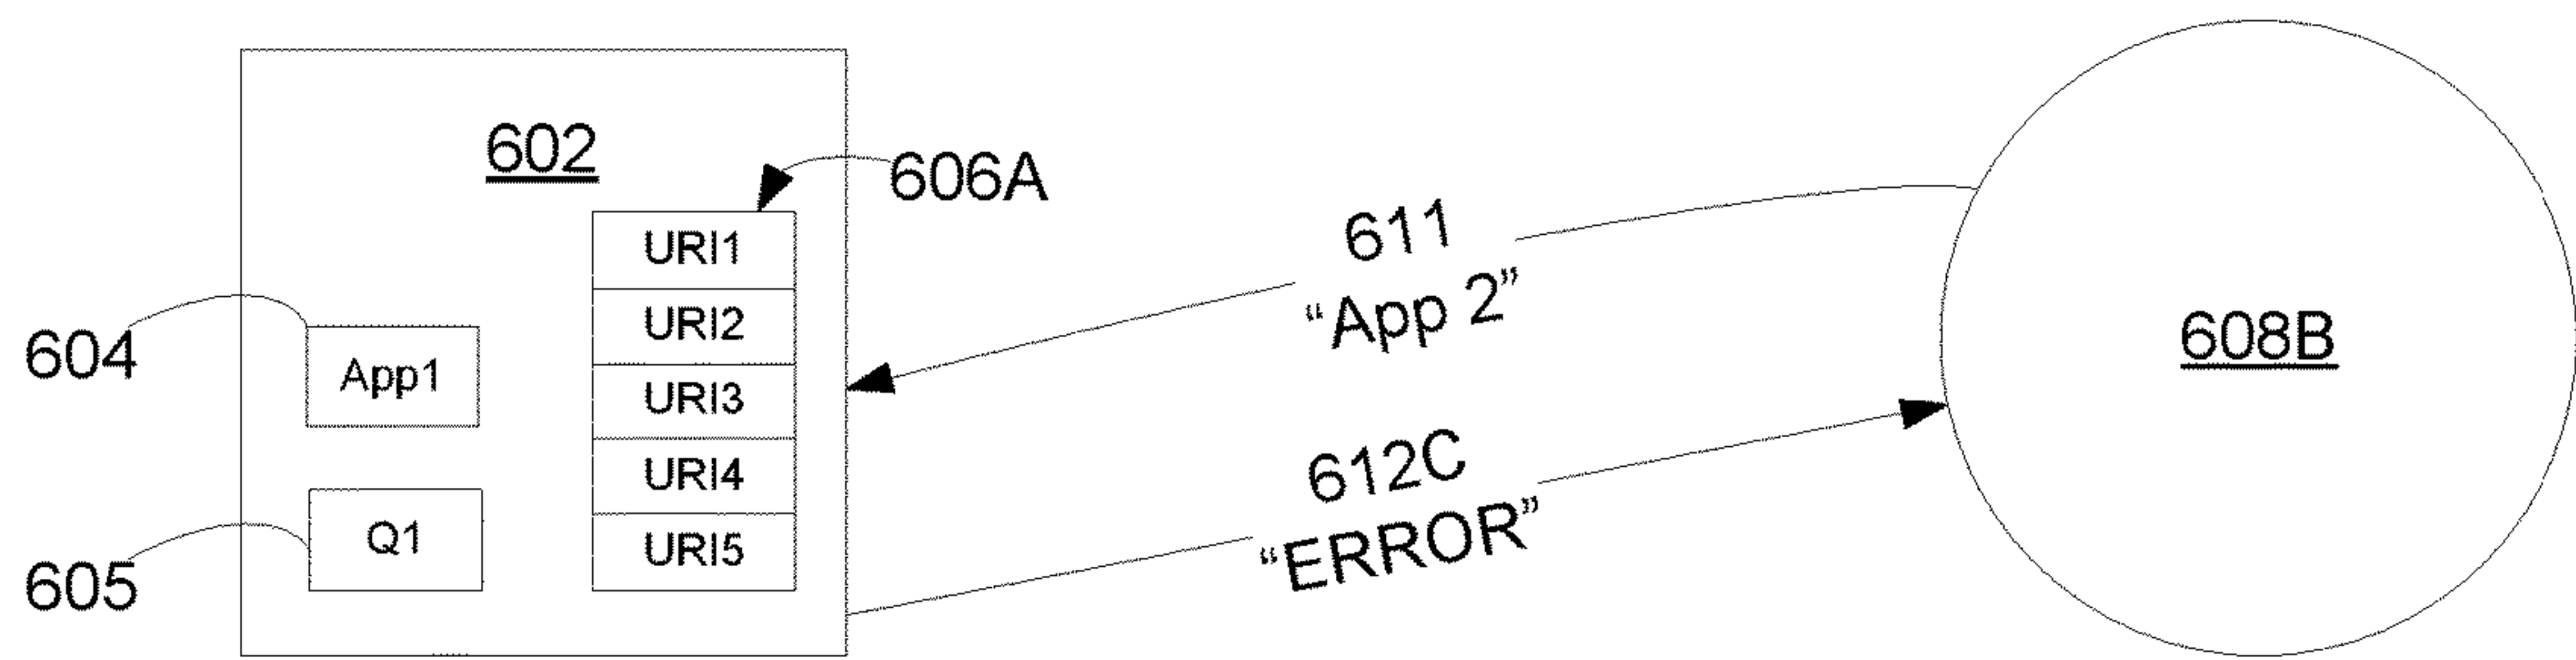 602
606A
URI1
URI2
URI3
URI4
URI5
604
App1
605
Q1
611
“App 2”
612C
“ERROR”
608B